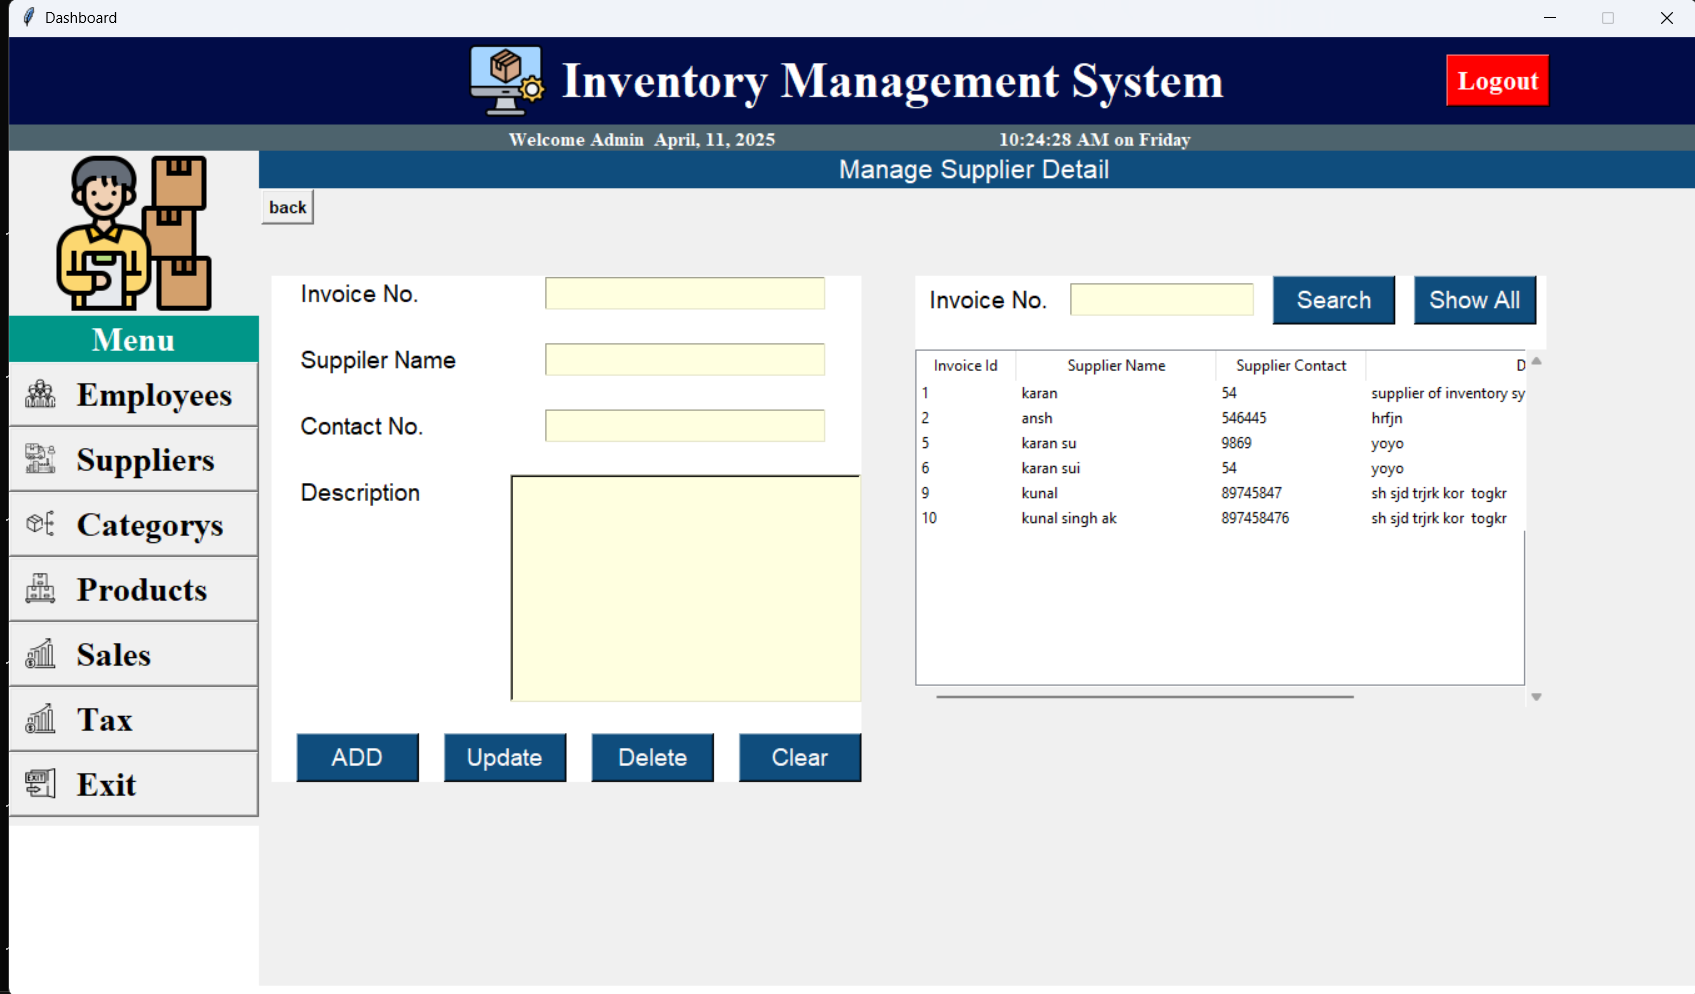 Dashboard
Inventory Management System
Logout
Welcome Admin  April, 11, 2025
10:24:28 AM on Friday
Manage Supplier Detail
back
Menu
Employees
Suppliers
Categorys
Products
Sales
Tax
Exit
Invoice No.
Suppiler Name
Contact No.
Description
ADD Update Delete Clear
Invoice No. Search Show All
Invoice Id Supplier Name Supplier Contact D
1 karan 54 supplier of inventory sy
2 ansh 546445 hrfjn
5 karan su 9869 yoyo
6 karan sui 54 yoyo
9 kunal 89745847 sh sjd trjrk kor  togkr
10 kunal singh ak 897458476 sh sjd trjrk kor  togkr